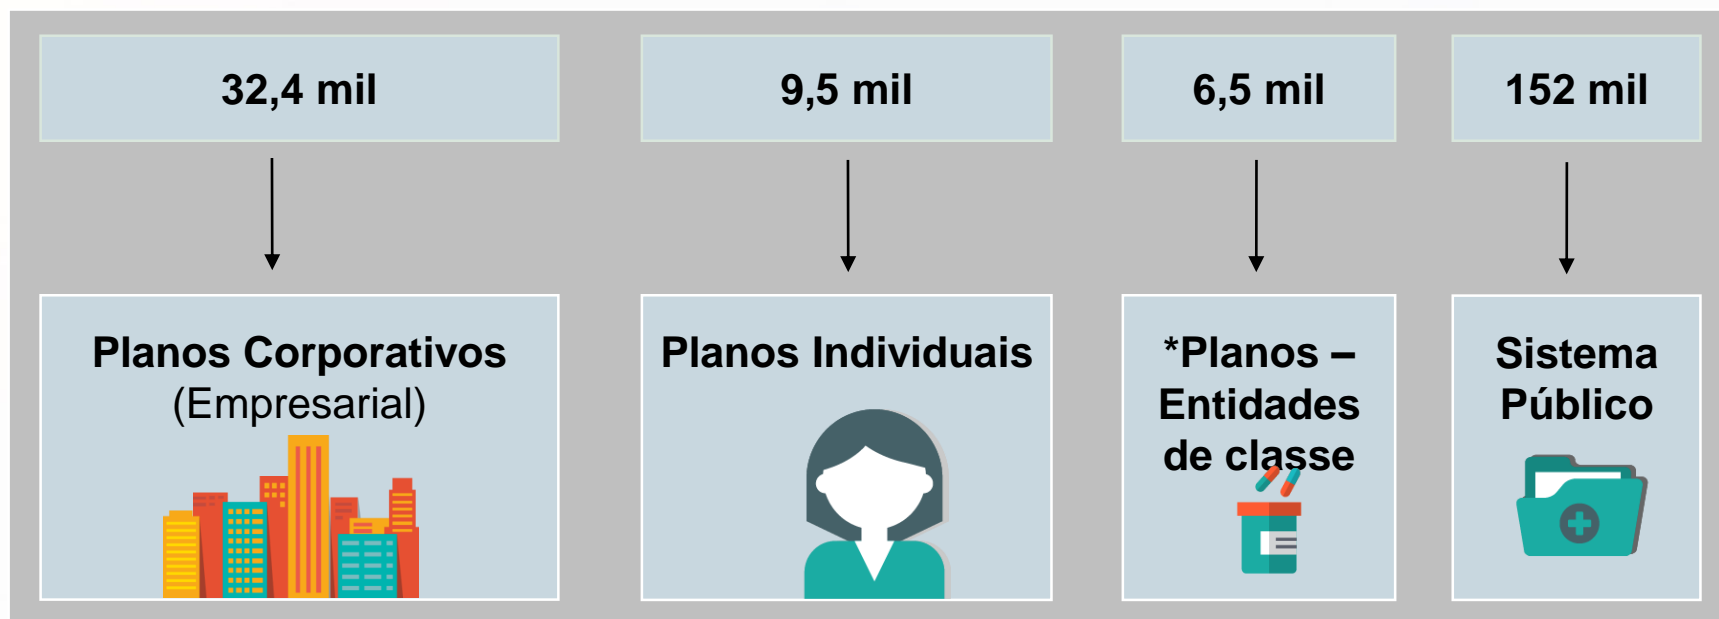 32,4 mil
9,5 mil
6,5 mil
152 mil
Planos Corporativos
(Empresarial)
Planos Individuais
*Planos –
Entidades
de classe
Sistema
Público